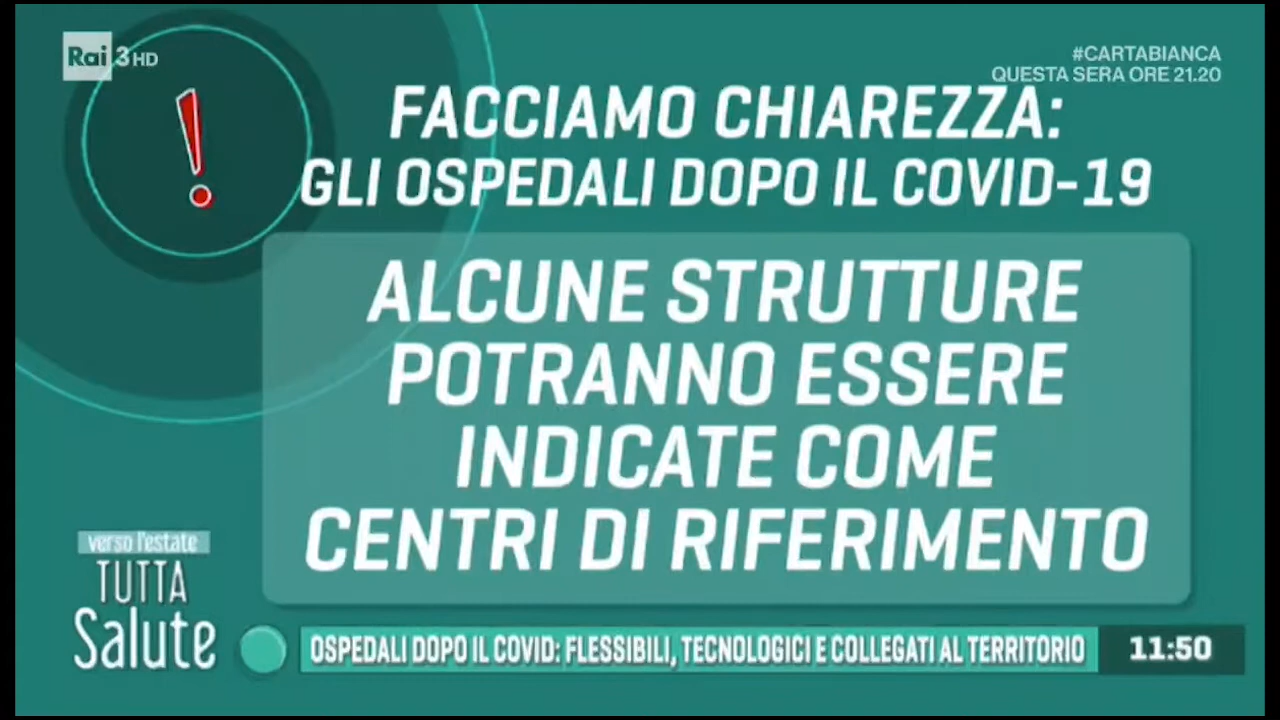 Rai 3HD
#CARTABIANCA
QUESTA SERA ORE 21.20
FACCIAMO CHIAREZZA:
GLI OSPEDALI DOPO IL COVID-19
ALCUNE STRUTTURE
POTRANNO ESSERE
INDICATE COME
CENTRI DI RIFERIMENTO
verso l'estate
TUTTA
Salute
OSPEDALI DOPO IL COVID: FLESSIBILI, TECNOLOGICI E COLLEGATI AL TERRITORIO
11:50